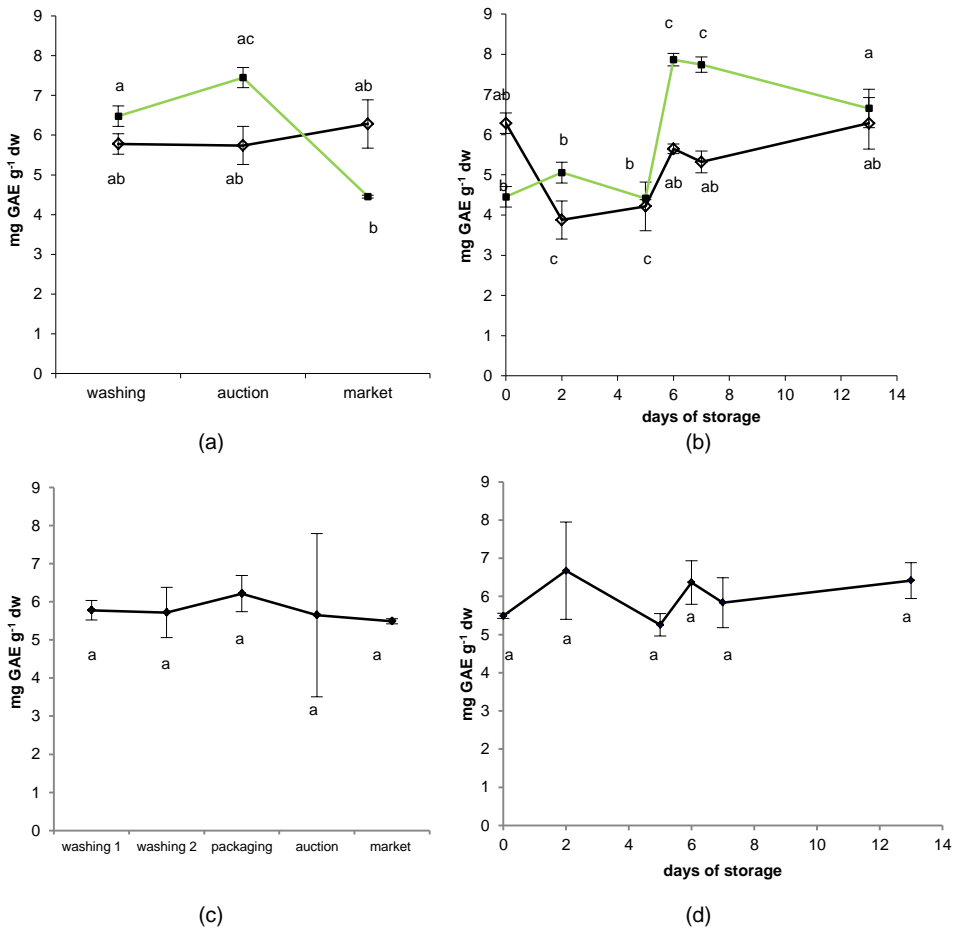 9
8
7
6
5
4
3
2
1
0
mg GAE g-1 dw
a
ac
ab
ab
ab
b
washing auction market
(a)
9
8
7
6
5
4
3
2
1
0
mg GAE g-1 dw
c
c
a
ab
b
b
b
ab
ab
ab
c
c
0 2 4 6 8 10 12 14
days of storage
(b)
9
8
7
6
5
4
3
2
1
0
mg GAE g-1 dw
a
a
a
a
a
washing 1 washing 2 packaging auction market
(c)
9
8
7
6
5
4
3
2
1
0
mg GAE g-1 dw
a
a
a
a
a
a
0 2 4 6 8 10 12 14
days of storage
(d)